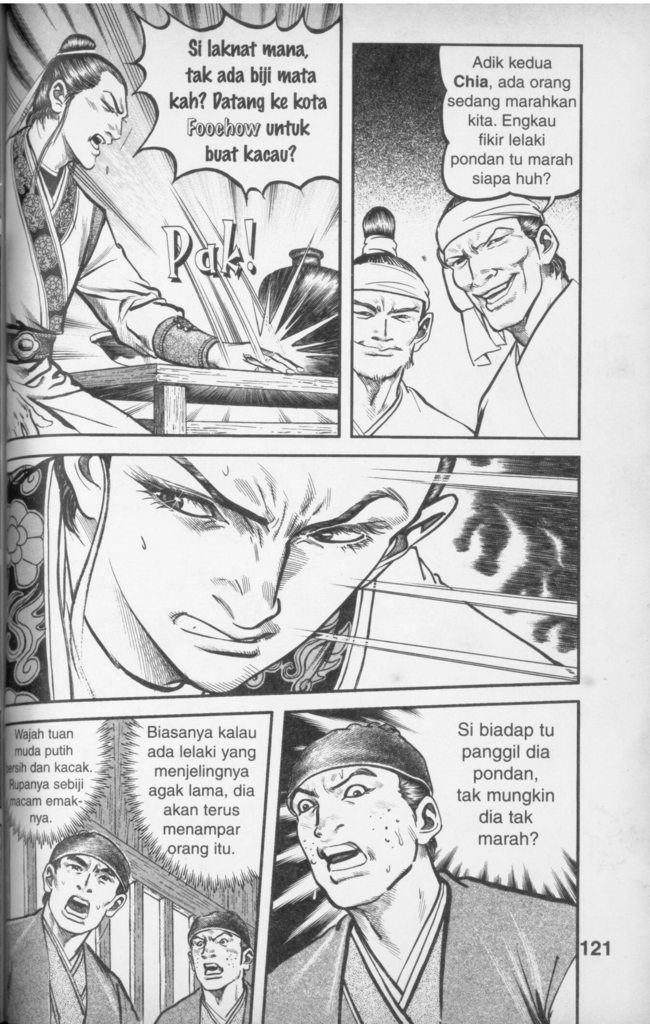 Si laknat mana,
tak ada biji mata
kah? Datang ke kota
Foochow untuk
buat kacau?
Pak!
Adik kedua
Chia, ada orang
sedang marahkan
kita. Engkau
fikir lelaki
pondan tu marah
siapa huh?
Wajah tuan
muda putih
bersih dan kacak.
Rupanya sebiji
macam emak-
nya.
Biasanya kalau
ada lelaki yang
menjelingnya
agak lama, dia
akan terus
menampar
orang itu.
Si biadap tu
panggil dia
pondan,
tak mungkin
dia tak
marah?
121